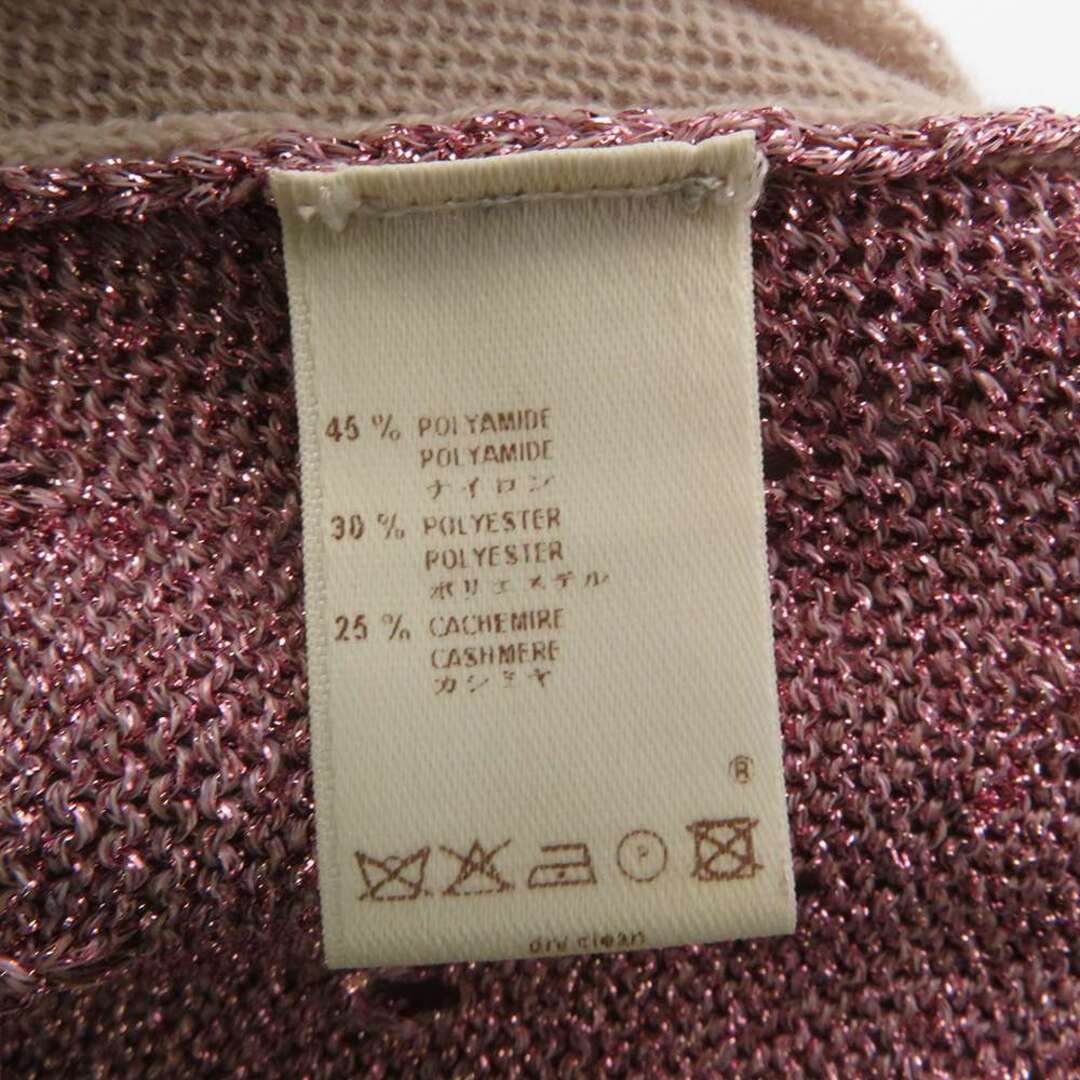 45 % POLYAMIDE
POLYAMIDE
ナイロン
30 % POLYESTER
POLYESTER
ポリエステル
25 % CACHEMIRE
CASHMERE
カシミヤ
®
P
dry clean